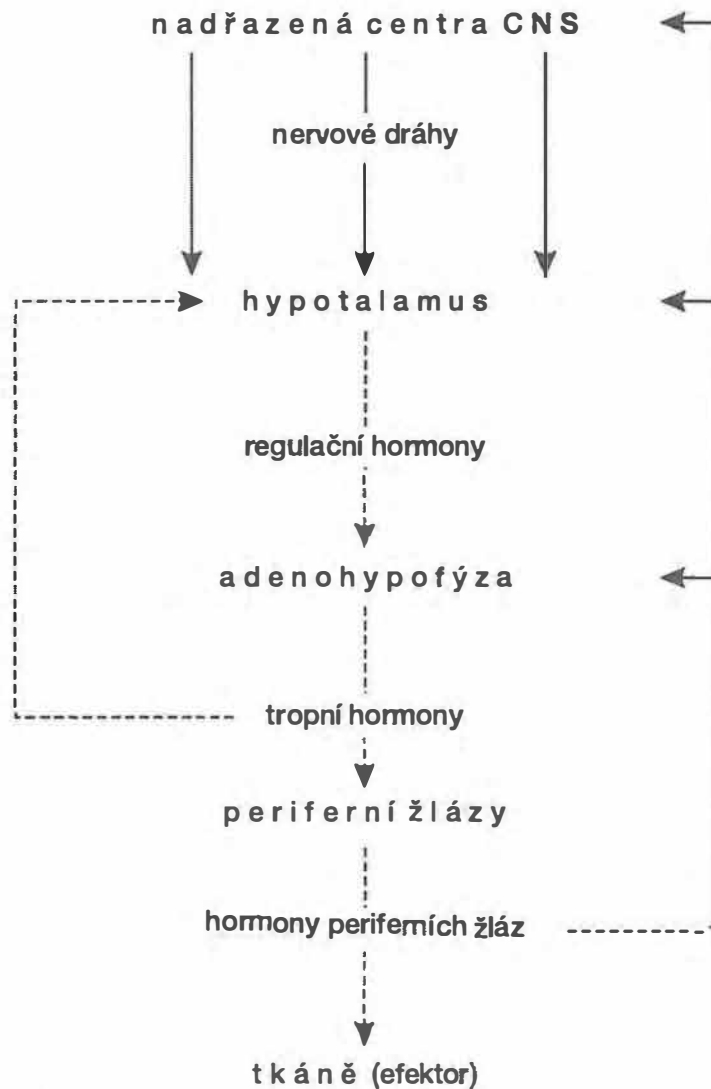 nadřazená centra CNS
nervové dráhy
hypotalamus
regulační hormony
adenohypofýza
tropní hormony
periferní žlázy
hormony periferních žláz
tkáně (efektor)